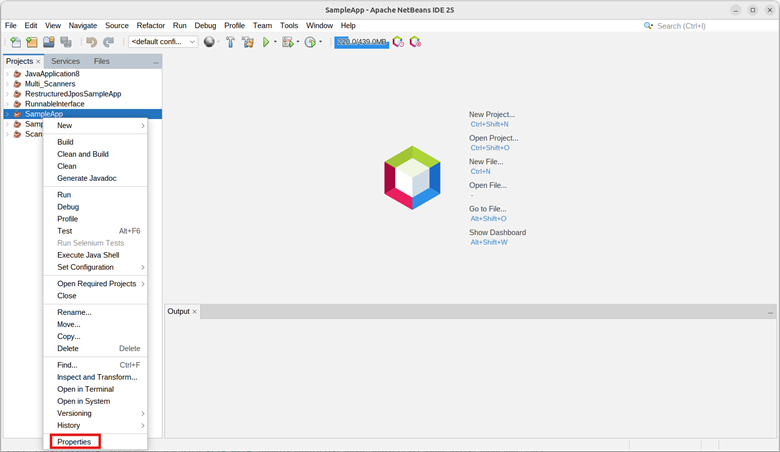 SampleApp - Apache NetBeans IDE 25
File Edit View Navigate Source Refactor Run Debug Profile Team Tools Window Help Search (Ctrl+I)
<default confi... 220.0/439.0MB
Projects Services Files
JavaApplication8
Multi_Scanners
RestructuredJposSampleApp
RunnableInterface
SampleApp
Samp
Scan
New
Build
Clean and Build
Clean
Generate Javadoc
Run
Debug
Profile
Test Alt+F6
Run Selenium Tests
Execute Java Shell
Set Configuration
Open Required Projects
Close
Rename...
Move...
Copy...
Delete Delete
Find... Ctrl+F
Inspect and Transform...
Open in Terminal
Open in System
Versioning
History
Properties
New Project...
Ctrl+Shift+N
Open Project...
Ctrl+Shift+O
New File...
Ctrl+N
Open File...
-
Go to File...
Alt+Shift+O
Show Dashboard
Alt+Shift+W
Output